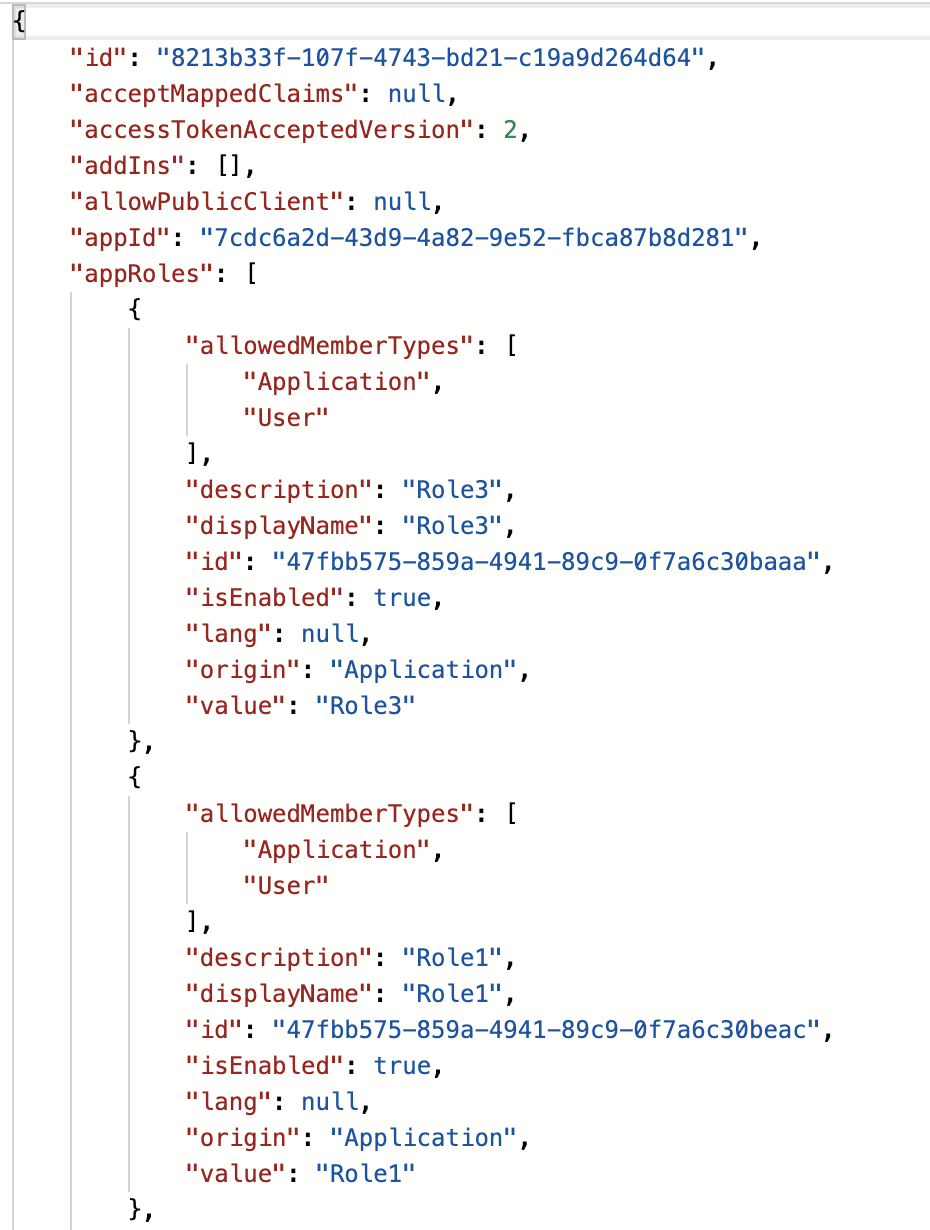 {
    "id": "8213b33f-107f-4743-bd21-c19a9d264d64",
    "acceptMappedClaims": null,
    "accessTokenAcceptedVersion": 2,
    "addIns": [],
    "allowPublicClient": null,
    "appId": "7cdc6a2d-43d9-4a82-9e52-fbca87b8d281",
    "appRoles": [
        {
            "allowedMemberTypes": [
                "Application",
                "User"
            ],
            "description": "Role3",
            "displayName": "Role3",
            "id": "47fbb575-859a-4941-89c9-0f7a6c30baaa",
            "isEnabled": true,
            "lang": null,
            "origin": "Application",
            "value": "Role3"
        },
        {
            "allowedMemberTypes": [
                "Application",
                "User"
            ],
            "description": "Role1",
            "displayName": "Role1",
            "id": "47fbb575-859a-4941-89c9-0f7a6c30beac",
            "isEnabled": true,
            "lang": null,
            "origin": "Application",
            "value": "Role1"
        },